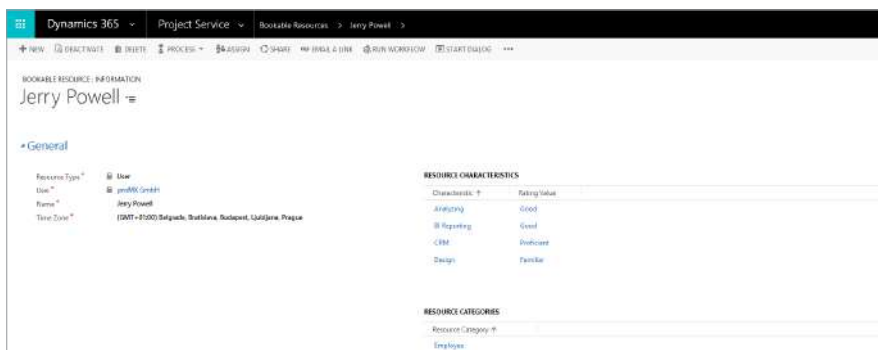 Dynamics 365 Project Service Bookable Resources > Jerry Powell >
+ NEW DEACTIVATE DELETE PROCESS ASSIGN SHARE EMAIL A LINK RUN WORKFLOW START DIALOG ...
BOOKABLE RESOURCE : INFORMATION
Jerry Powell
General
Resource Type * User
User * proMX GmbH
Name * Jerry Powell
Time Zone * (GMT+01:00) Belgrade, Bratislava, Budapest, Ljubljana, Prague
RESOURCE CHARACTERISTICS
Characteristic ↑ Rating Value
Analyzing Good
BI Reporting Good
CRM Proficient
Design Familiar
RESOURCE CATEGORIES
Resource Category ↑
Employee